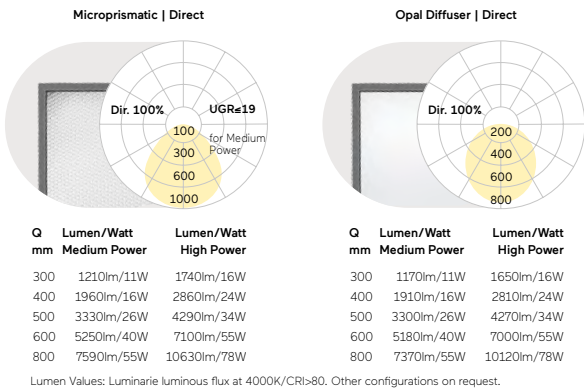 Microprismatic | Direct
Dir. 100%
UGR≤19
for Medium
Power
100
300
600
1000
Q Lumen/Watt Lumen/Watt
mm Medium Power High Power
300 1210lm/11W 1740lm/16W
400 1960lm/16W 2860lm/24W
500 3330lm/26W 4290lm/34W
600 5250lm/40W 7100lm/55W
800 7590lm/55W 10630lm/78W
Opal Diffuser | Direct
Dir. 100%
200
400
600
800
Q Lumen/Watt Lumen/Watt
mm Medium Power High Power
300 1170lm/11W 1650lm/16W
400 1910lm/16W 2810lm/24W
500 3300lm/26W 4270lm/34W
600 5180lm/40W 7000lm/55W
800 7370lm/55W 10120lm/78W
Lumen Values: Luminarie luminous flux at 4000K/CRI>80. Other configurations on request.